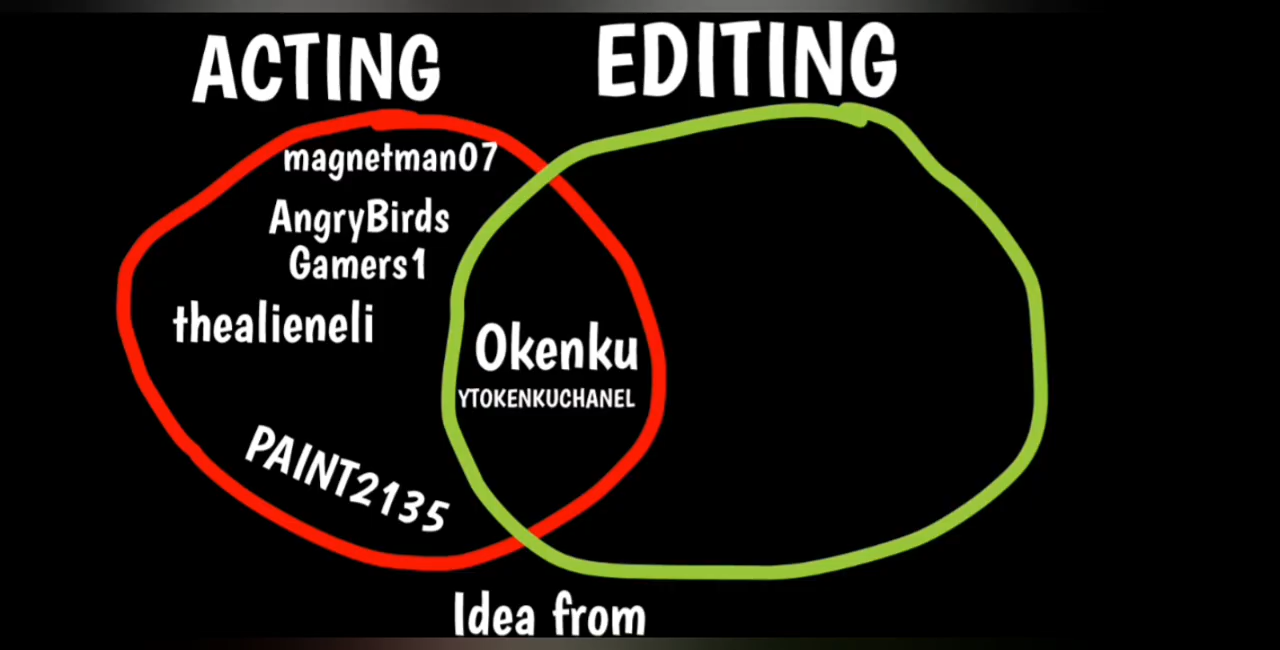 ACTING
EDITING
magnetman07
AngryBirds
Gamers1
thealieneli
Okenku
YTOKENKUCHANEL
PAINT2135
Idea from